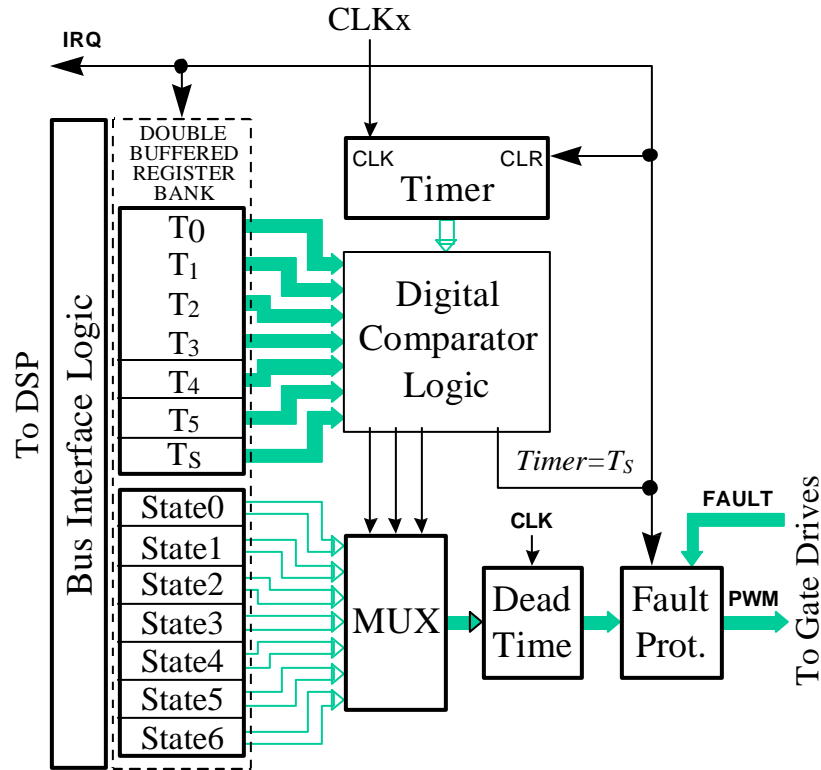 CLKx
IRQ
DOUBLE
BUFFERED
REGISTER
BANK
CLK
CLR
Timer
T0
T1
T2
T3
T4
T5
TS
Digital
Comparator
Logic
Timer=TS
To DSP
Bus Interface Logic
State0
State1
State2
State3
State4
State5
State6
MUX
CLK
Dead
Time
FAULT
Fault
Prot.
PWM
To Gate Drives